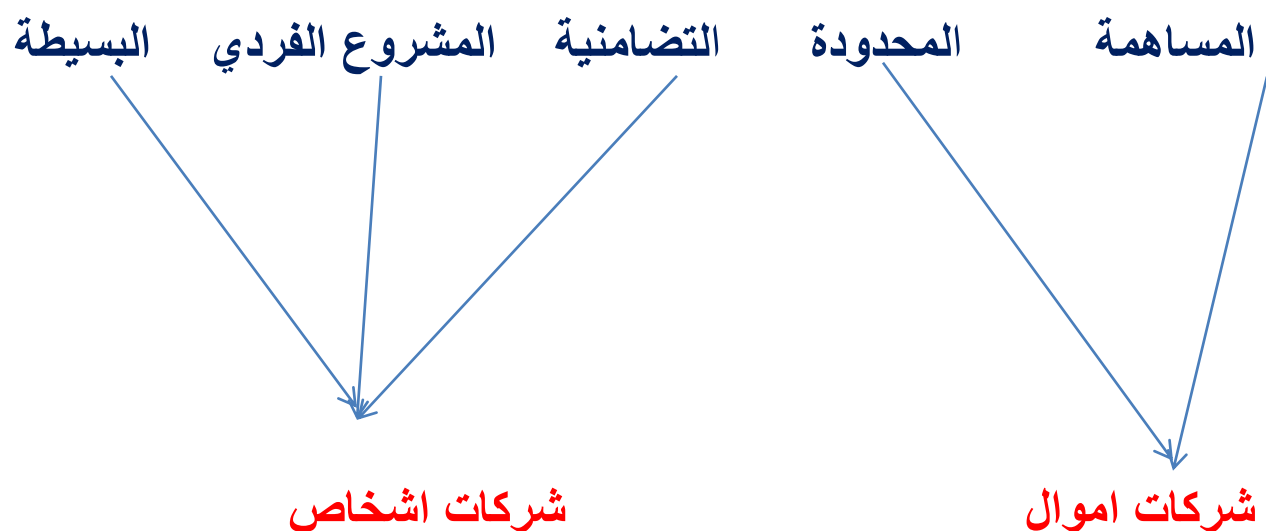 المساهمة المحدودة التضامنية المشروع الفردي البسيطة
شركات اموال شركات اشخاص